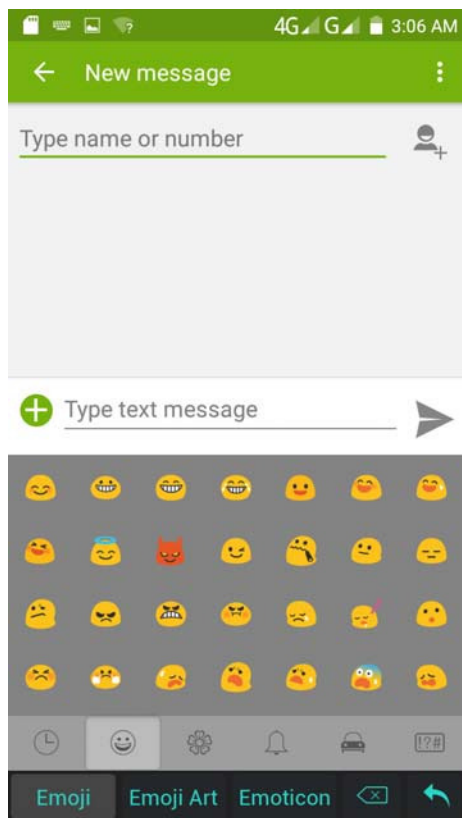 4G G 3:06 AM
New message
Type name or number
Type text message
!?#
Emoji Emoji Art Emoticon